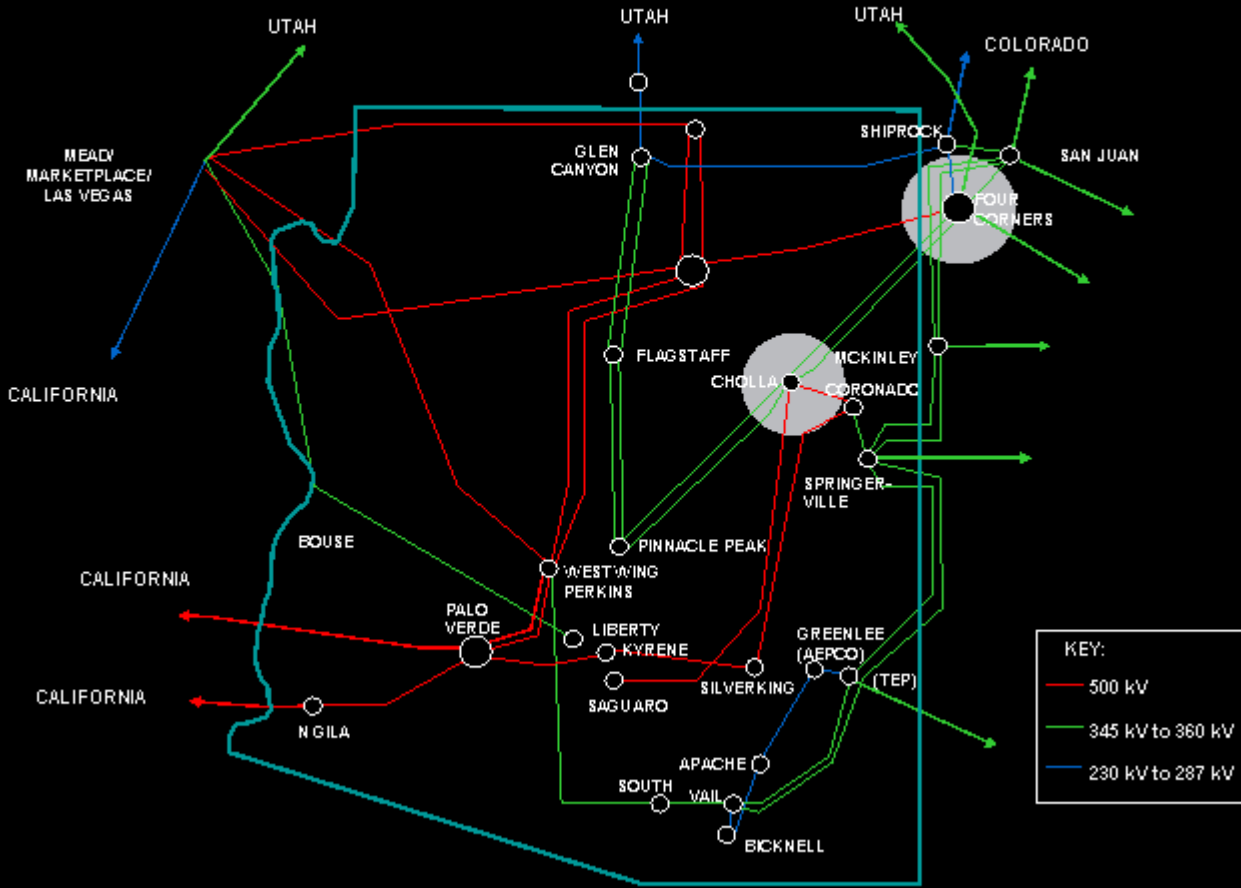 UTAH
UTAH
UTAH
COLORADO
MEAD/
MARKETPLACE/
LAS VEGAS
GLEN
CANYON
SHIPROCK
SAN JUAN
FOUR
CORNERS
CALIFORNIA
FLAGSTAFF
MCKINLEY
CHOLLA
CORONADO
SPRINGER-
VILLE
BOUSE
PINNACLE PEAK
CALIFORNIA
WESTWING
PERKINS
PALO
VERDE
LIBERTY
KYRENE
GREENLEE
(AEPCO)
(TEP)
SILVERKING
SAGUARO
CALIFORNIA
N GILA
APACHE
SOUTH
VAIL
BICKNELL
KEY:
500 kV
345 kV to 360 kV
230 kV to 287 kV